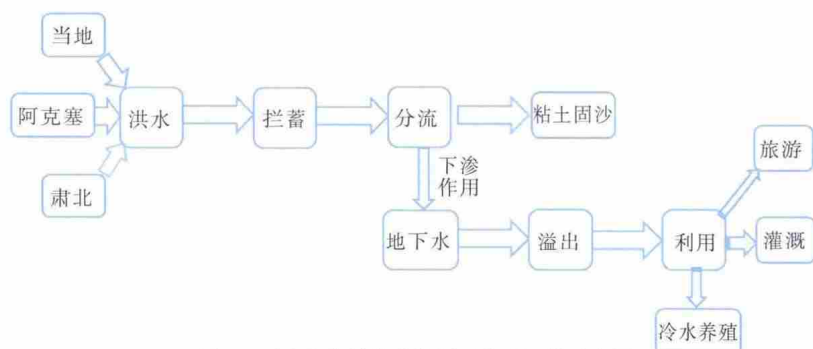 当地
阿克塞
洪水
拦蓄
分流
粘土固沙
肃北
下渗
作用
旅游
地下水
溢出
利用
灌溉
冷水养殖